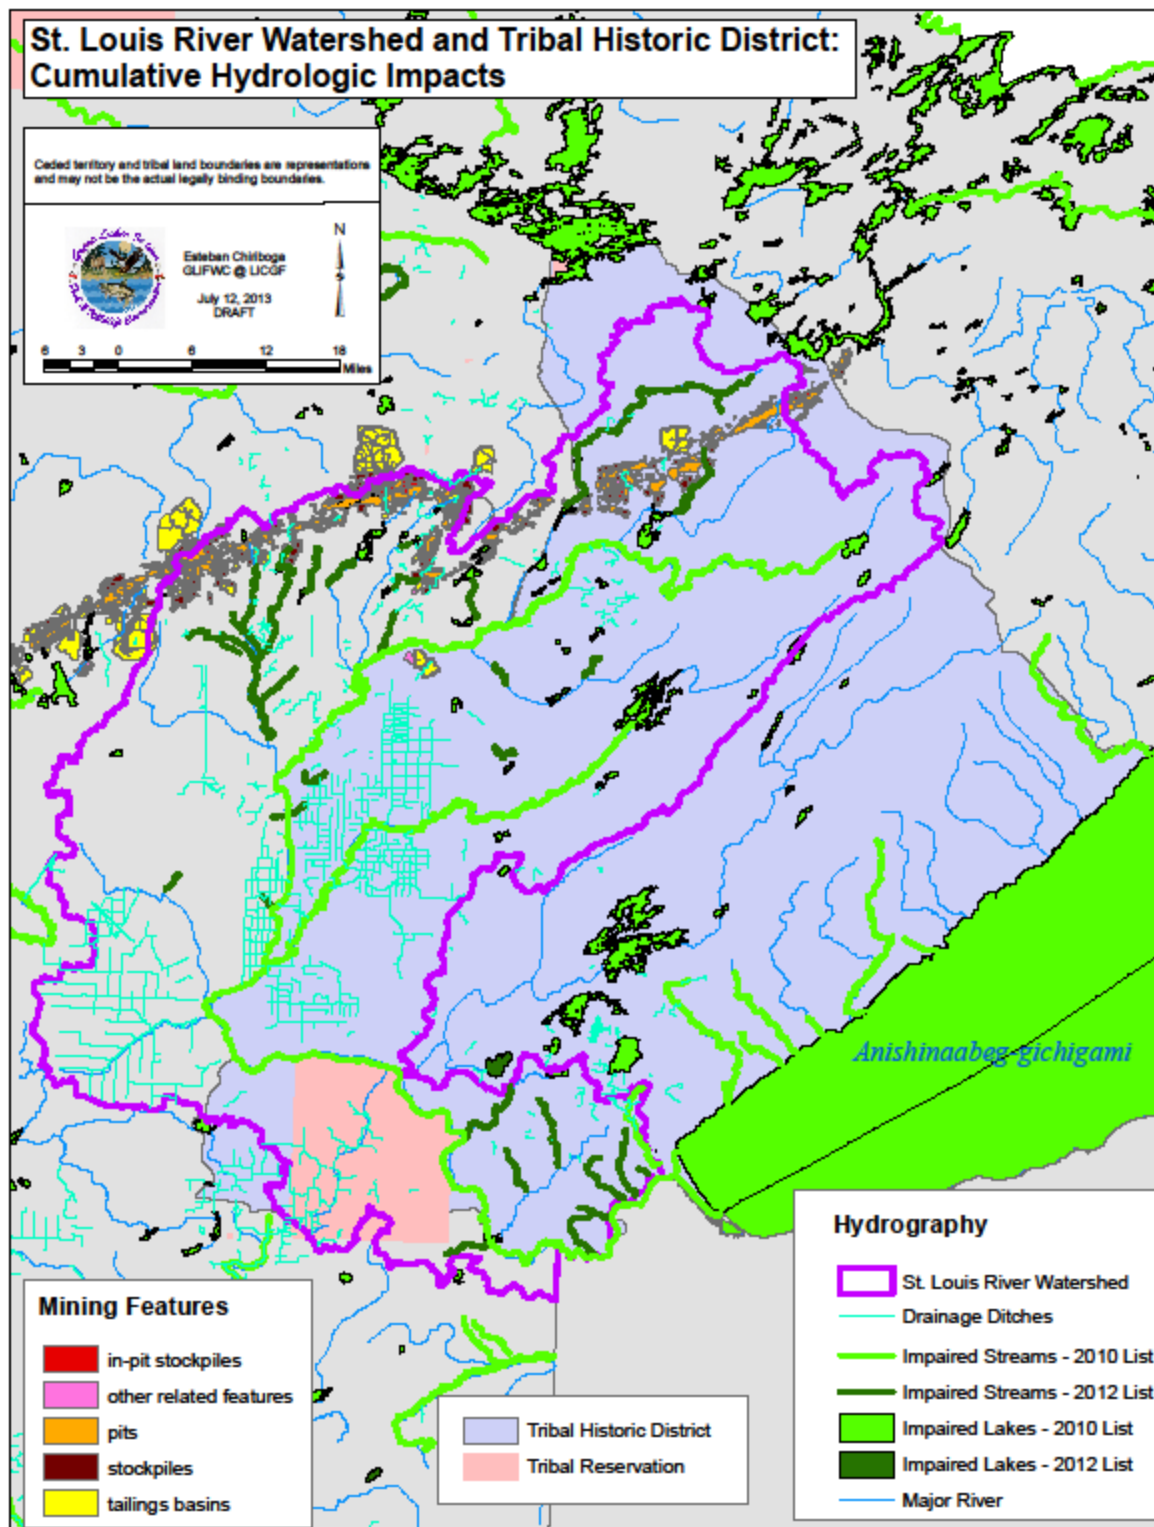 St. Louis River Watershed and Tribal Historic District:
Cumulative Hydrologic Impacts
Ceded territory and tribal land boundaries are representations
and may not be the actual legally binding boundaries.
N
Esteban Chiriboga
GLIFWC @ LICGF
July 12, 2013
DRAFT
6 3 0 6 12 18
Miles
Anishinaabeg-gichigami
Hydrography
St. Louis River Watershed
Drainage Ditches
Impaired Streams - 2010 List
Impaired Streams - 2012 List
Impaired Lakes - 2010 List
Impaired Lakes - 2012 List
Major River
Mining Features
in-pit stockpiles
other related features
pits
stockpiles
tailings basins
Tribal Historic District
Tribal Reservation